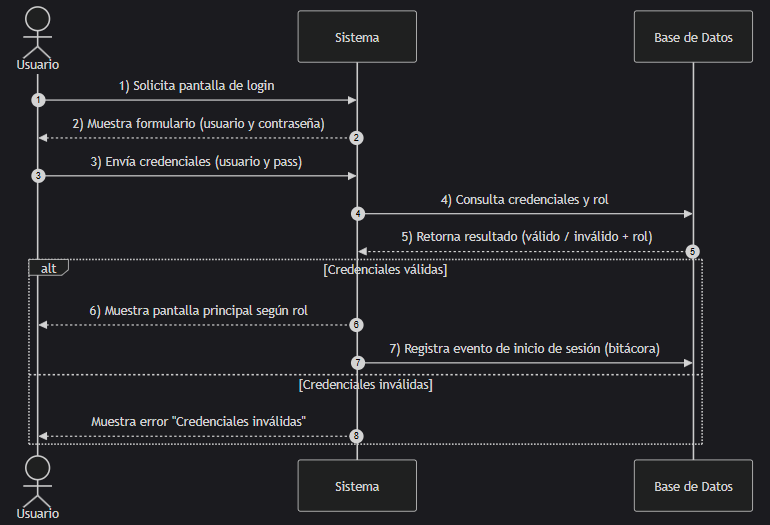 Usuario
Sistema
Base de Datos
1) Solicita pantalla de login
1
2) Muestra formulario (usuario y contraseña)
2
3) Envía credenciales (usuario y pass)
3
4) Consulta credenciales y rol
4
5) Retorna resultado (válido / inválido + rol)
5
alt
[Credenciales válidas]
6) Muestra pantalla principal según rol
6
7) Registra evento de inicio de sesión (bitácora)
7
[Credenciales inválidas]
Muestra error "Credenciales inválidas"
8
Usuario
Sistema
Base de Datos